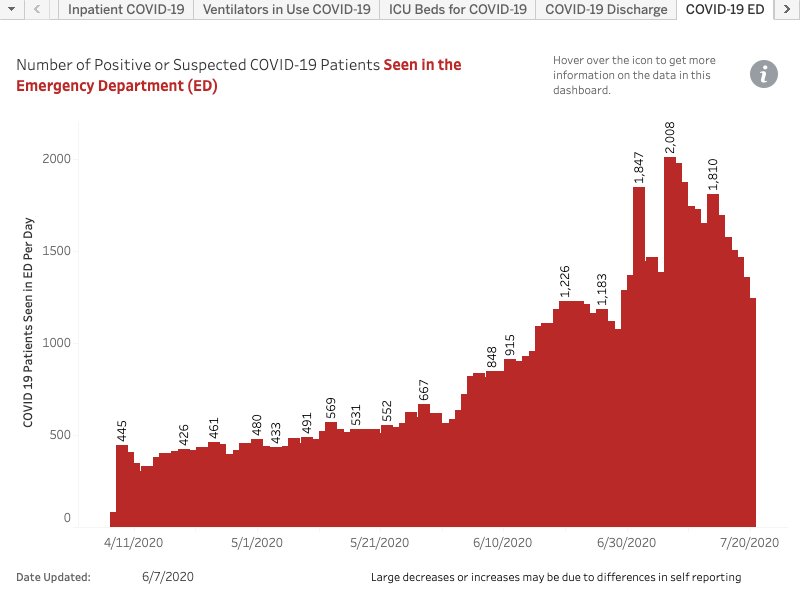 Inpatient COVID-19 Ventilators in Use COVID-19 ICU Beds for COVID-19 COVID-19 Discharge COVID-19 ED
Number of Positive or Suspected COVID-19 Patients Seen in the
Emergency Department (ED)
Hover over the icon to get more
information on the data in this
dashboard.
i
COVID 19 Patients Seen in ED Per Day
2000
1500
1000
500
0
445
426
461
480
433
491
569
531
552
667
848
915
1,226
1,183
1,847
2,008
1,810
4/11/2020 5/1/2020 5/21/2020 6/10/2020 6/30/2020 7/20/2020
Date Updated: 6/7/2020 Large decreases or increases may be due to differences in self reporting